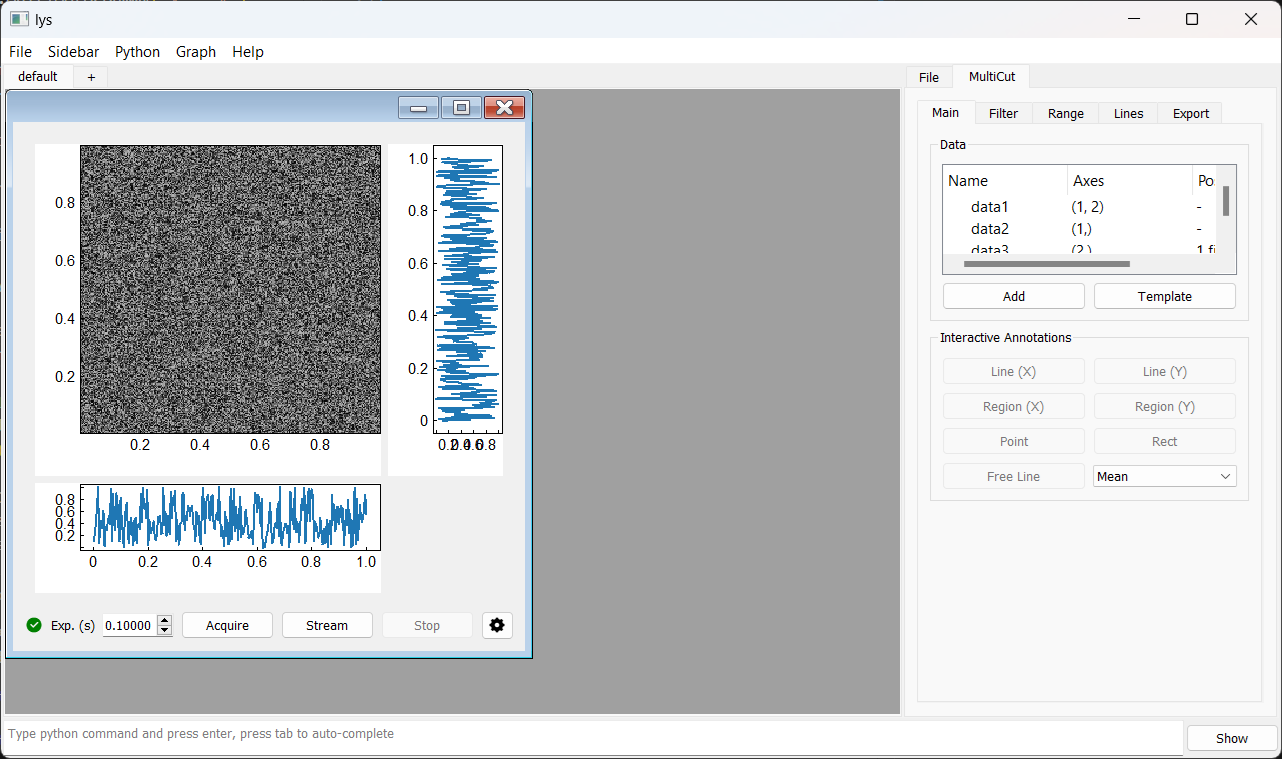 lys
File Sidebar Python Graph Help
default +
File MultiCut
Main Filter Range Lines Export
Data
Name Axes
data1 (1, 2) -
data2 (1,) -
data3
Add Template
Interactive Annotations
Line (X) Line (Y)
Region (X) Region (Y)
Point Rect
Free Line Mean
0.8
0.6
0.4
0.2
0.2 0.4 0.6 0.8
1.0
0.8
0.6
0.4
0.2
0
0.2 0.4 0.6 0.8
0.8
0.6
0.4
0.2
0 0.2 0.4 0.6 0.8 1.0
Exp. (s) 0.10000 Acquire Stream Stop
Type python command and press enter, press tab to auto-complete
Show